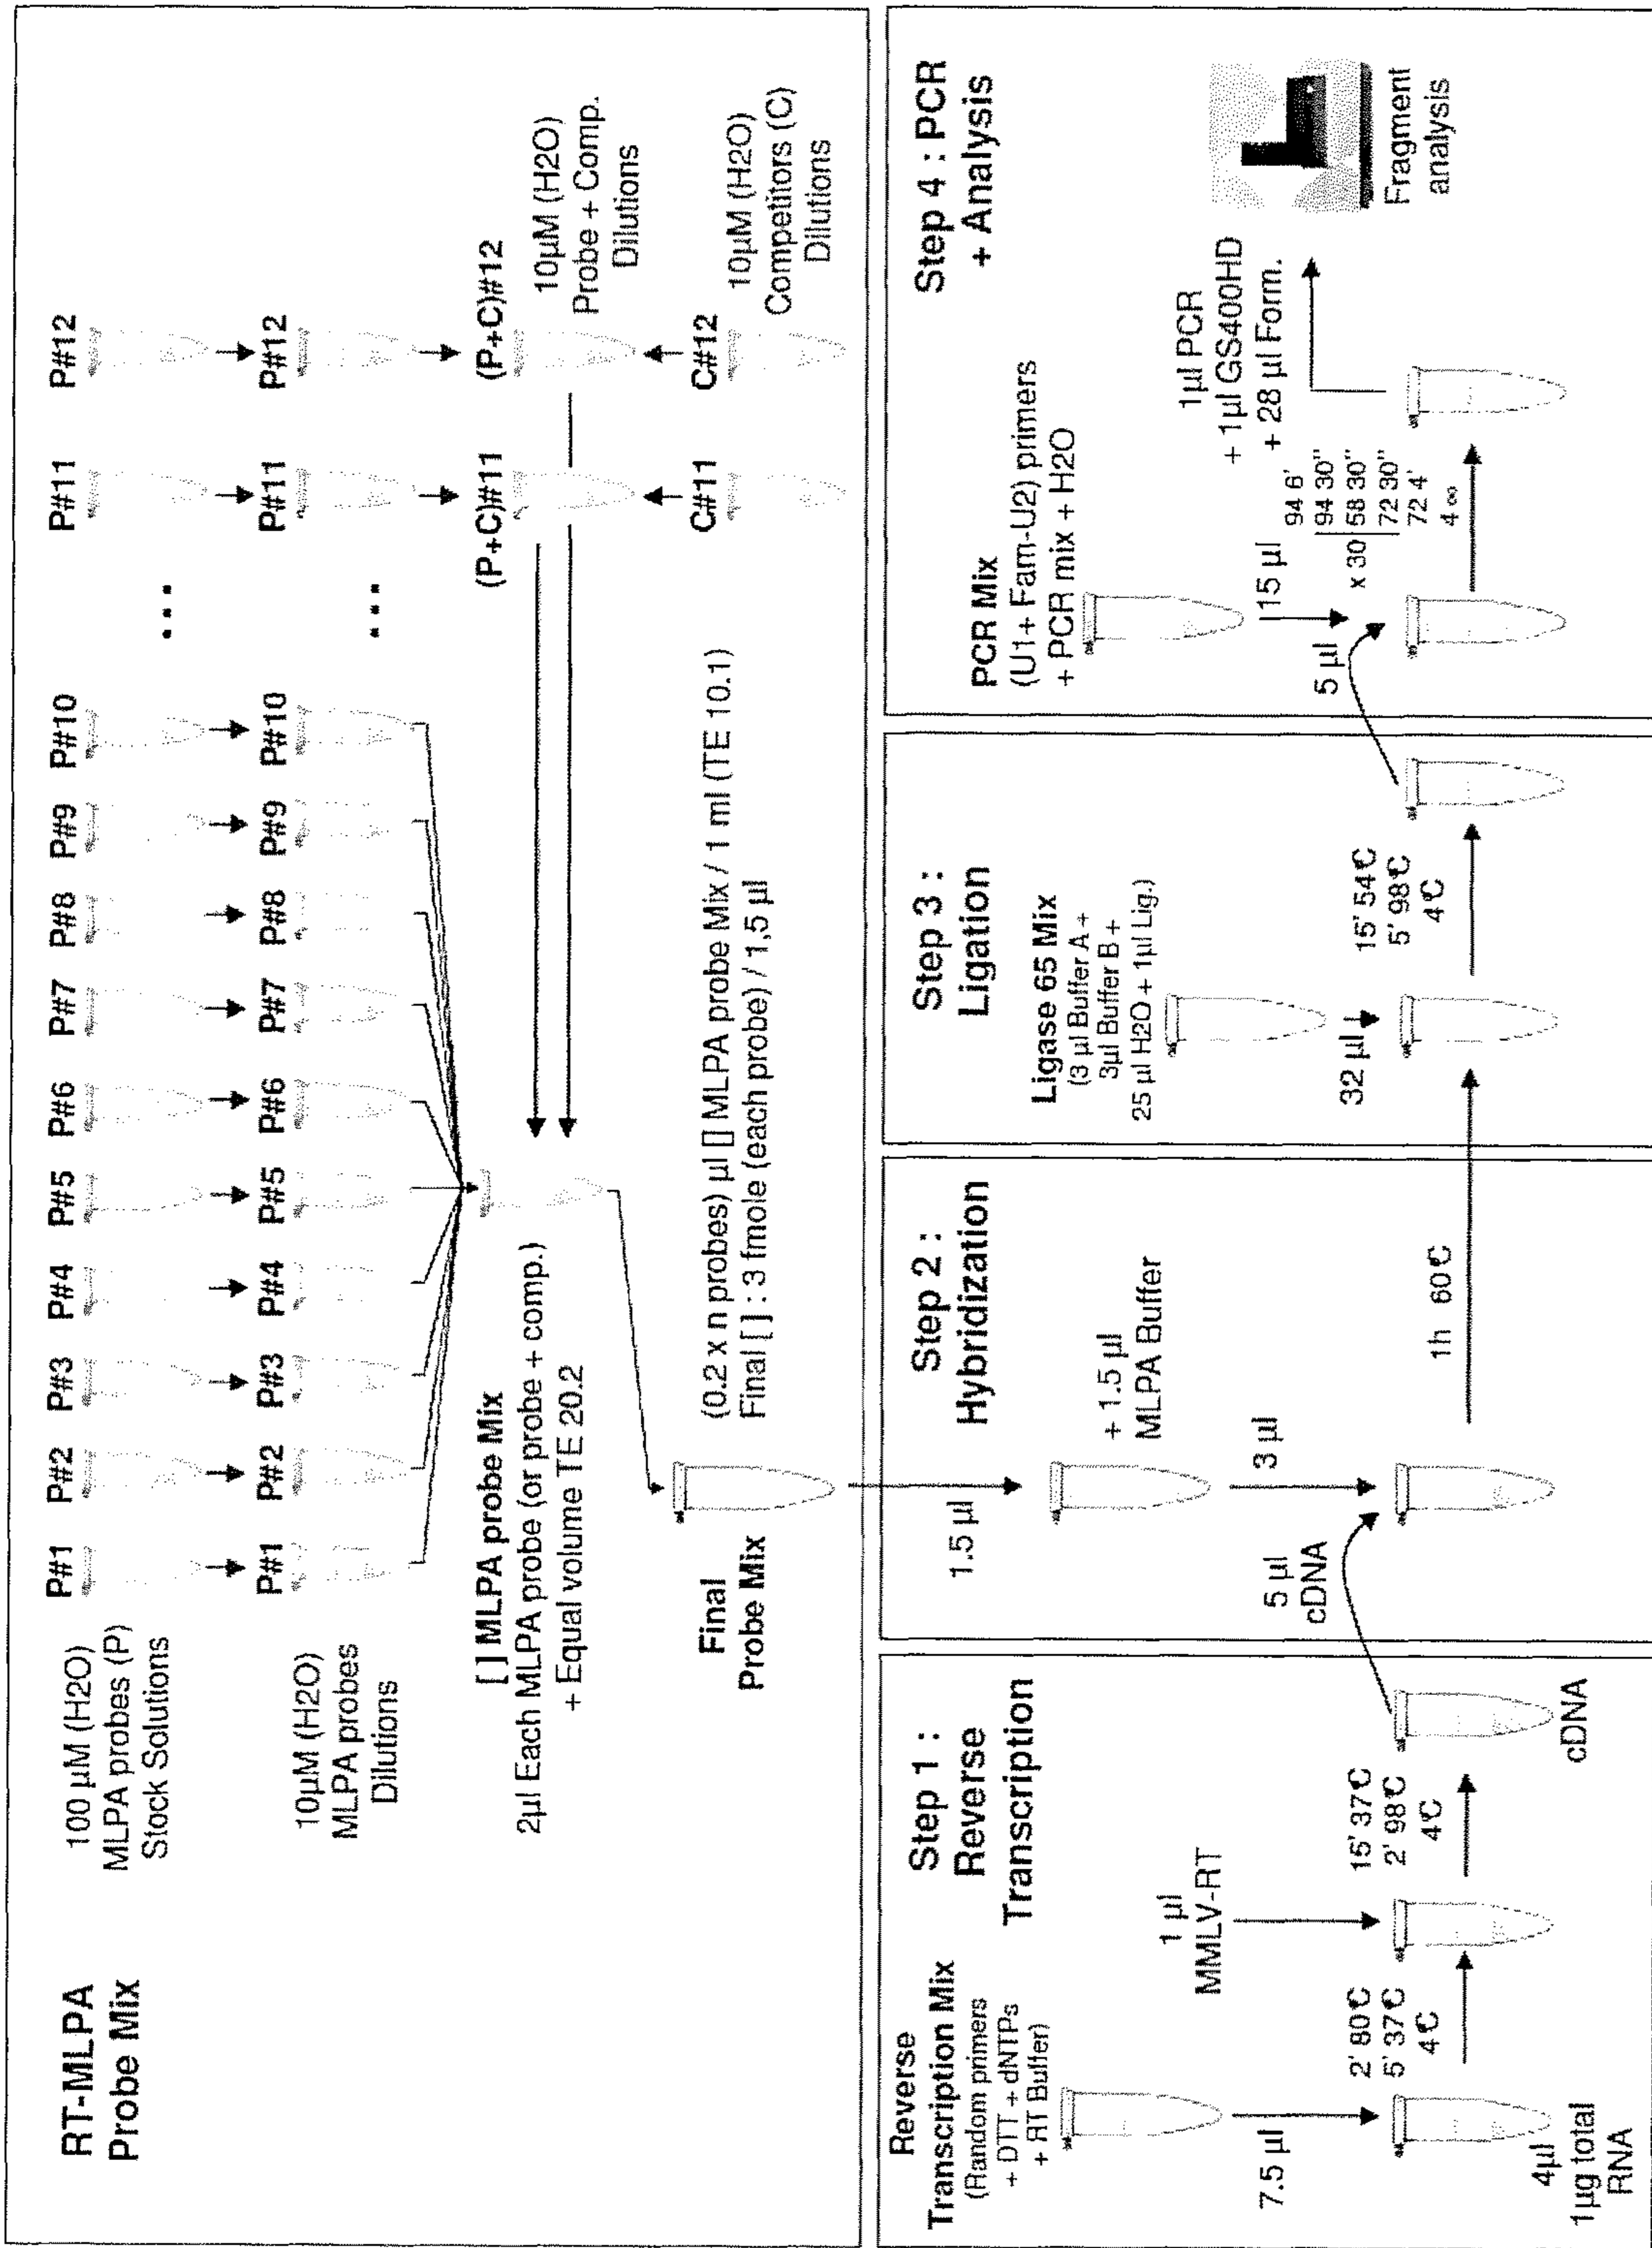 RT-MLPA
Probe Mix
100 µM (H2O)
MLPA probes (P)
Stock Solutions
P#1 P#2 P#3 P#4 P#5 P#6 P#7 P#8 P#9 P#10 ... P#11 P#12
10µM (H2O)
MLPA probes
Dilutions
P#1 P#2 P#3 P#4 P#5 P#6 P#7 P#8 P#9 P#10 ... P#11 P#12
(P+C)#11 (P+C)#12
10µM (H2O)
Probe + Comp.
Dilutions
C#11 C#12
10µM (H2O)
Competitors (C)
Dilutions
[ ] MLPA probe Mix
2µl Each MLPA probe (or probe + comp.)
+ Equal volume TE 20.2
Final
Probe Mix
(0.2 x n probes) µl [] MLPA probe Mix / 1 ml (TE 10.1)
Final [ ] : 3 fmole (each probe) / 1,5 µl
Step 1 :
Reverse
Transcription
Reverse
Transcription Mix
(Random primers
+ DTT + dNTPs
+ RT Buffer)
7.5 µl
4µl
1µg total
RNA
2' 80°C
5' 37°C
4°C
1 µl
MMLV-RT
15' 37°C
2' 98°C
4°C
cDNA
Step 2 :
Hybridization
1.5 µl
+ 1.5 µl
MLPA Buffer
3 µl
5 µl
cDNA
1h 60°C
Step 3 :
Ligation
Ligase 65 Mix
(3 µl Buffer A +
3µl Buffer B +
25 µl H2O + 1µl Lig.)
32 µl
15' 54°C
5' 98°C
4°C
Step 4 : PCR
+ Analysis
PCR Mix
(U1+ Fam-U2) primers
+ PCR mix + H2O
15 µl
5 µl
94 6'
94 30"
x 30 58 30"
72 30"
72 4'
4 ∞
1µl PCR
+ 1µl GS400HD
+ 28 µl Form.
Fragment
analysis